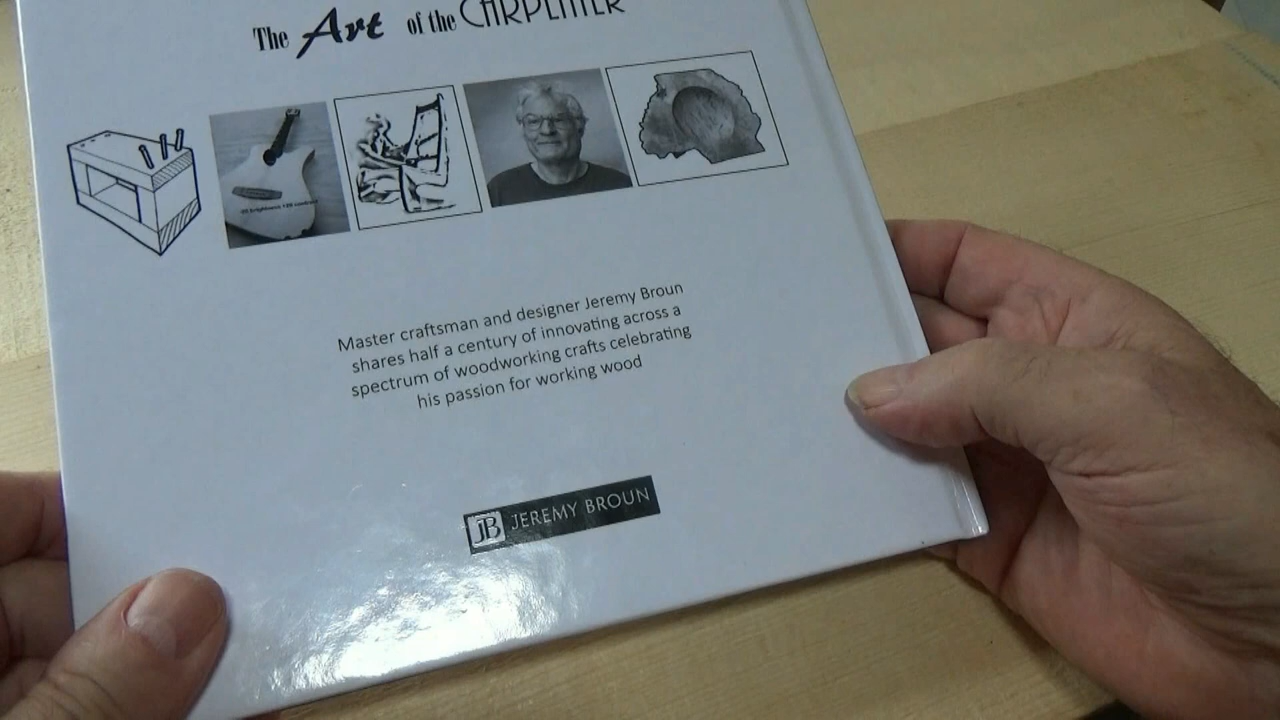 The Art of the CARPENTER
Master craftsman and designer Jeremy Broun
shares half a century of innovating across a
spectrum of woodworking crafts celebrating
his passion for working wood
JB JEREMY BROUN